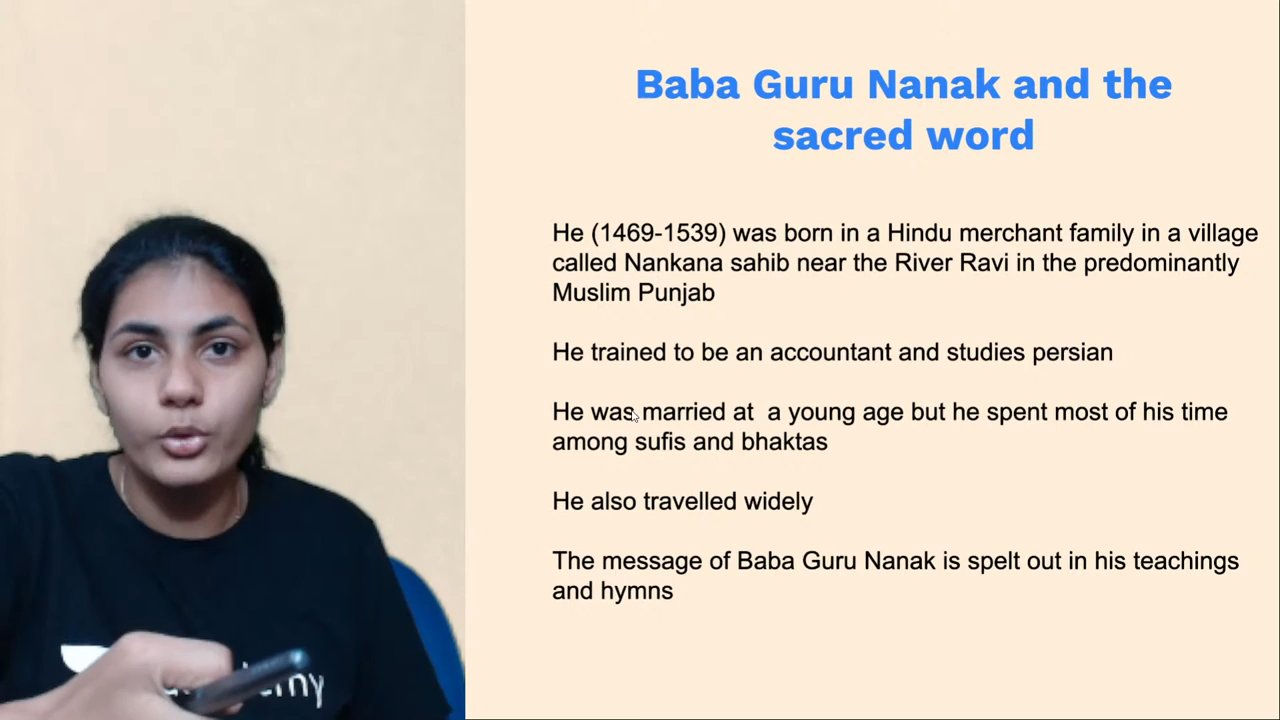 Baba Guru Nanak and the
sacred word
He (1469-1539) was born in a Hindu merchant family in a village
called Nankana sahib near the River Ravi in the predominantly
Muslim Punjab
He trained to be an accountant and studies persian
He was married at  a young age but he spent most of his time
among sufis and bhaktas
He also travelled widely
The message of Baba Guru Nanak is spelt out in his teachings
and hymns